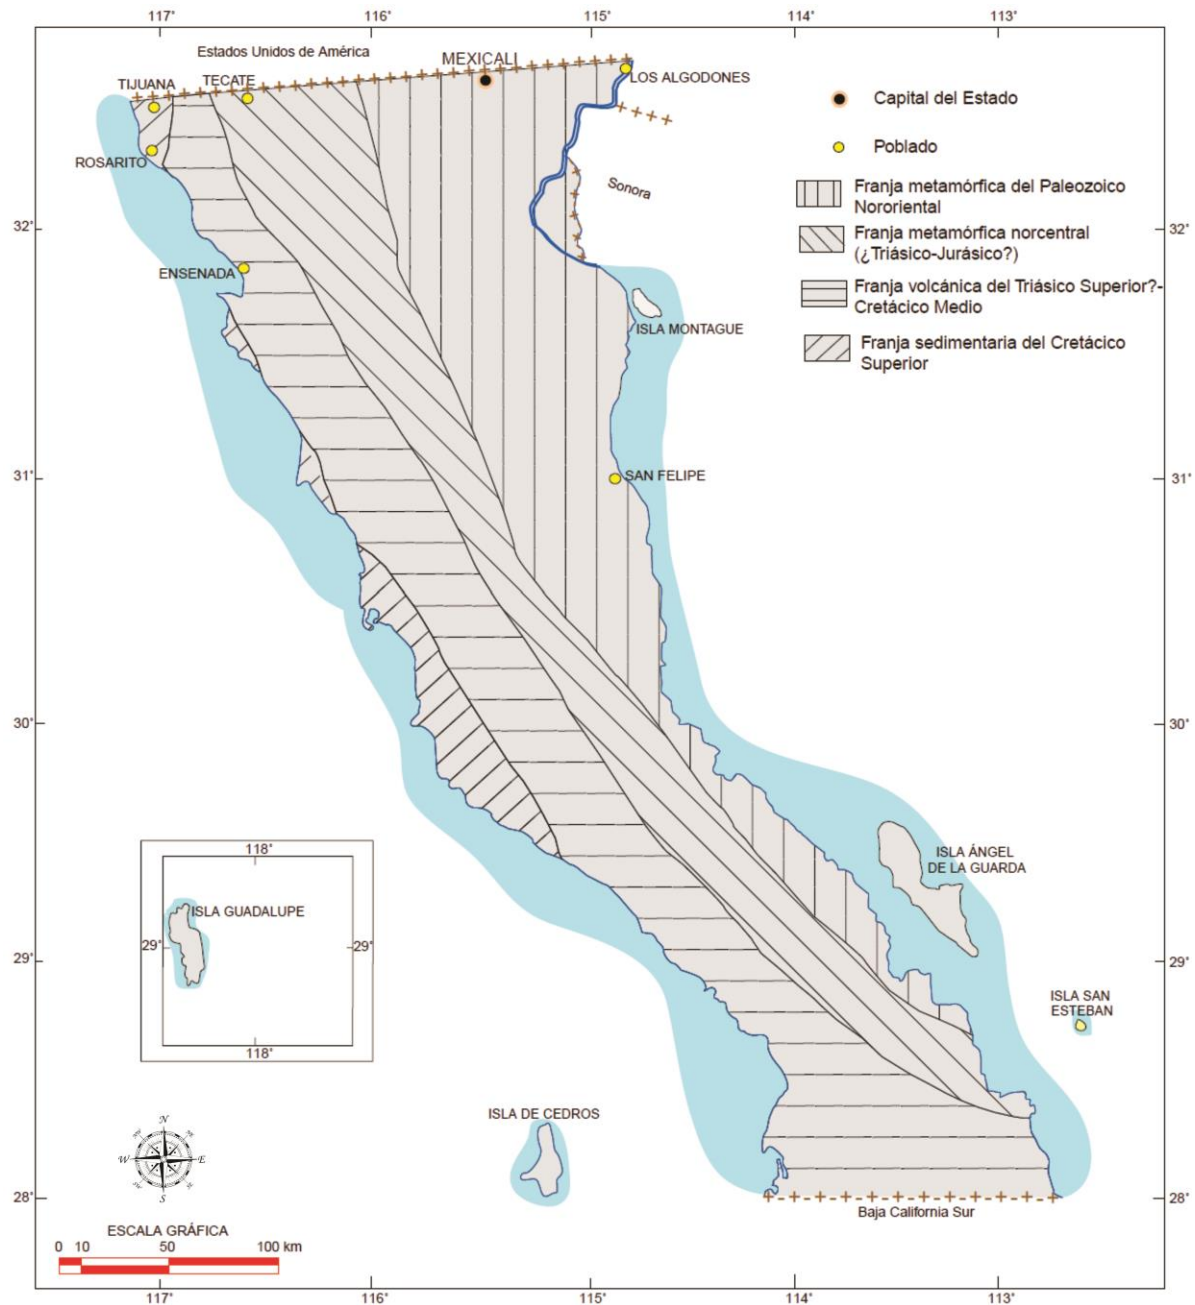 117˚
116˚
115˚
114˚
113˚
Estados Unidos de América
MEXICALI
TIJUANA
TECATE
LOS ALGODONES
ROSARITO
Sonora
Capital del Estado
Poblado
Franja metamórfica del Paleozoico
Nororiental
Franja metamórfica norcentral
(¿Triásico-Jurásico?)
Franja volcánica del Triásico Superior?-
Cretácico Medio
Franja sedimentaria del Cretácico
Superior
32˚
32˚
ENSENADA
ISLA MONTAGUE
31˚
SAN FELIPE
31˚
30˚
30˚
118˚
ISLA GUADALUPE
29˚
29˚
118˚
ISLA ÁNGEL
DE LA GUARDA
29˚
29˚
ISLA SAN
ESTEBAN
ISLA DE CEDROS
N
W
E
S
28˚
28˚
Baja California Sur
ESCALA GRÁFICA
0 10 50 100 km
117˚
116˚
115˚
114˚
113˚